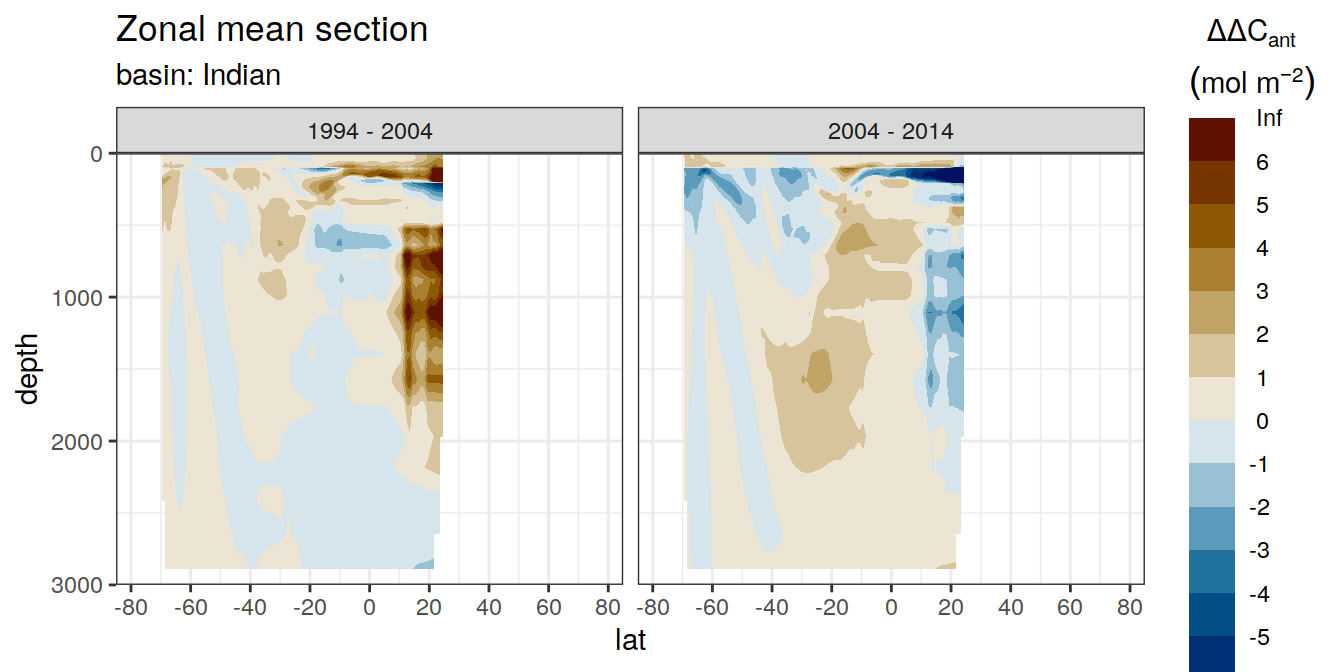 Zonal mean section
basin: Indian
1994 - 2004
2004 - 2014
ΔΔCant
(mol m−2)
Inf
6
5
4
3
2
1
0
-1
-2
-3
-4
-5
depth
0
1000
2000
3000
-80 -60 -40 -20 0 20 40 60 80
-80 -60 -40 -20 0 20 40 60 80
lat